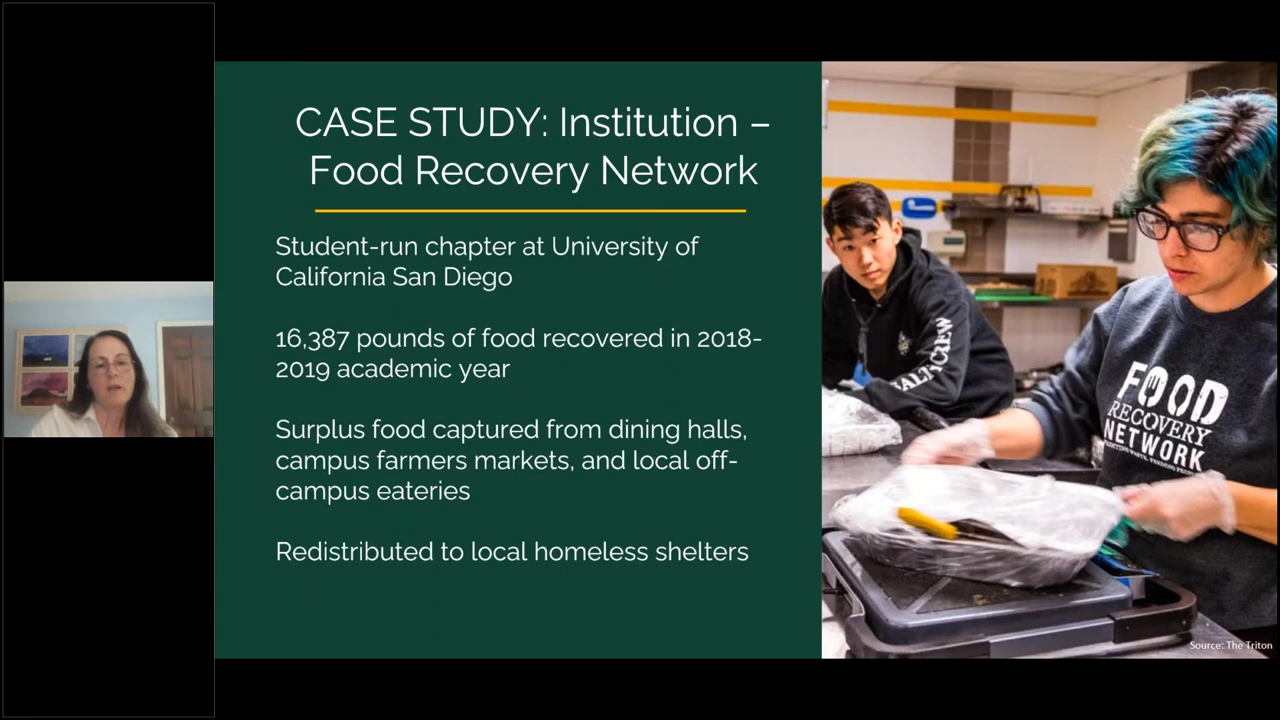 CASE STUDY: Institution –
Food Recovery Network
Student-run chapter at University of
California San Diego
16,387 pounds of food recovered in 2018-
2019 academic year
Surplus food captured from dining halls,
campus farmers markets, and local off-
campus eateries
Redistributed to local homeless shelters
FOOD
RECOVERY
NETWORK
Source: The Triton